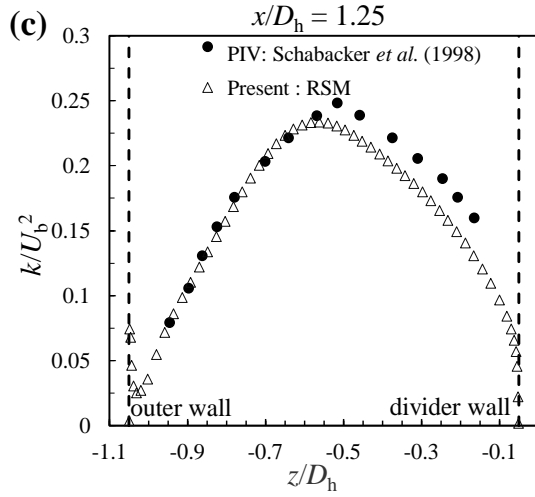 (c)
x/Dh = 1.25
0.3
PIV: Schabacker et al. (1998)
Present : RSM
0.25
0.2
k/Ub2
0.15
0.1
0.05
0
outer wall
divider wall
-1.1 -0.9 -0.7 -0.5 -0.3 -0.1
z/Dh